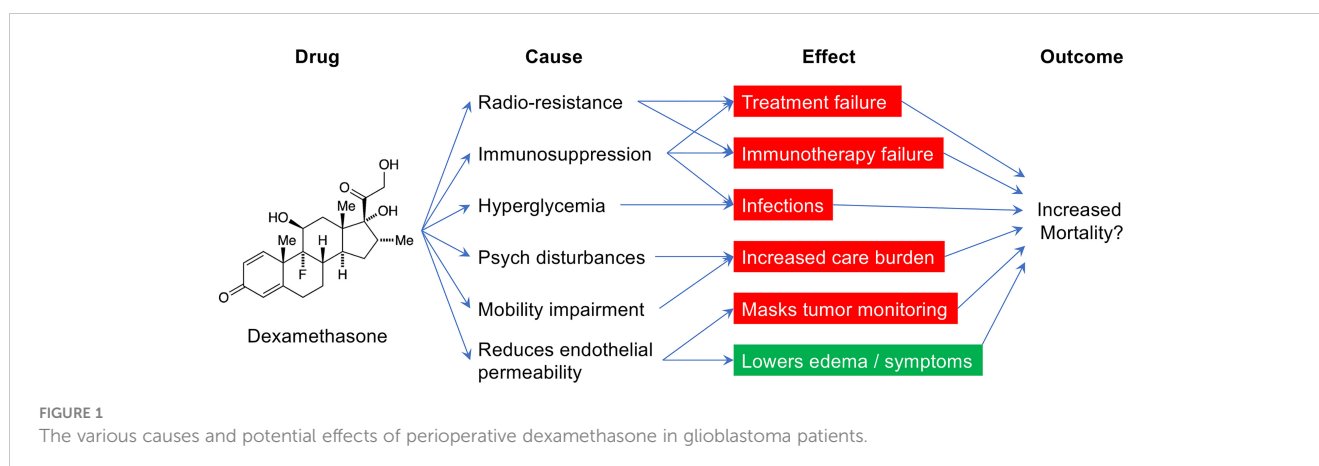 Drug Cause Effect Outcome
Radio-resistance Treatment failure
Immunosuppression Immunotherapy failure
OH
O
Me OH
HO
Hyperglycemia Infections
Increased
Mortality?
Me H
Me
Psych disturbances Increased care burden
F H
O
Mobility impairment Masks tumor monitoring
Dexamethasone
Reduces endothelial
permeability
Lowers edema / symptoms
FIGURE 1
The various causes and potential effects of perioperative dexamethasone in glioblastoma patients.